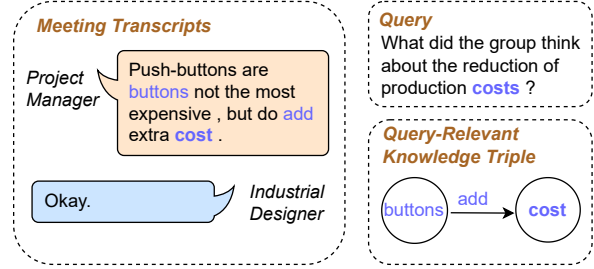 Meeting Transcripts
Project
Manager
Push-buttons are
buttons not the most
expensive , but do add
extra cost .
Okay.
Industrial
Designer
Query
What did the group think
about the reduction of
production costs ?
Query-Relevant
Knowledge Triple
buttons
add
cost